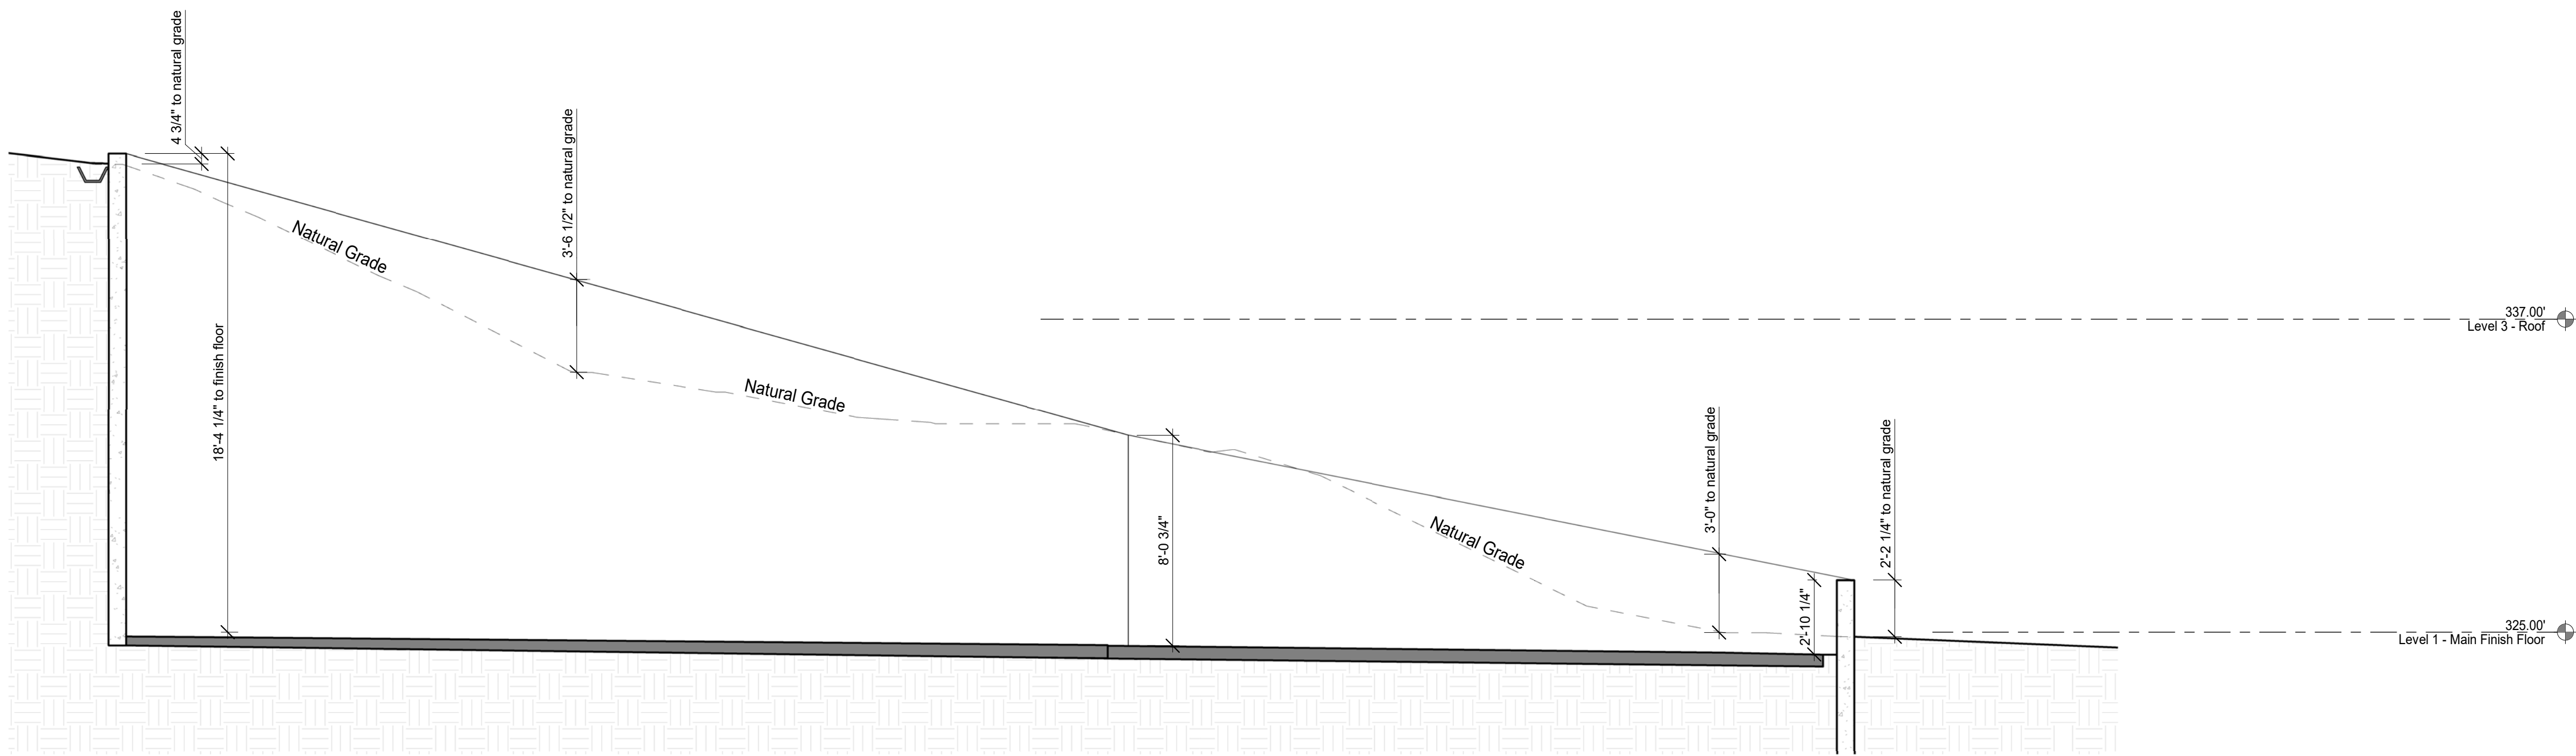 4 3/4" to natural grade
3'-6 1/2" to natural grade
Natural Grade
18'-4 1/4" to finish floor
337.00'
Level 3 - Roof
Natural Grade
3'-0" to natural grade
2'-2 1/4" to natural grade
8'-0 3/4"
Natural Grade
2'-10 1/4"
325.00'
Level 1 - Main Finish Floor